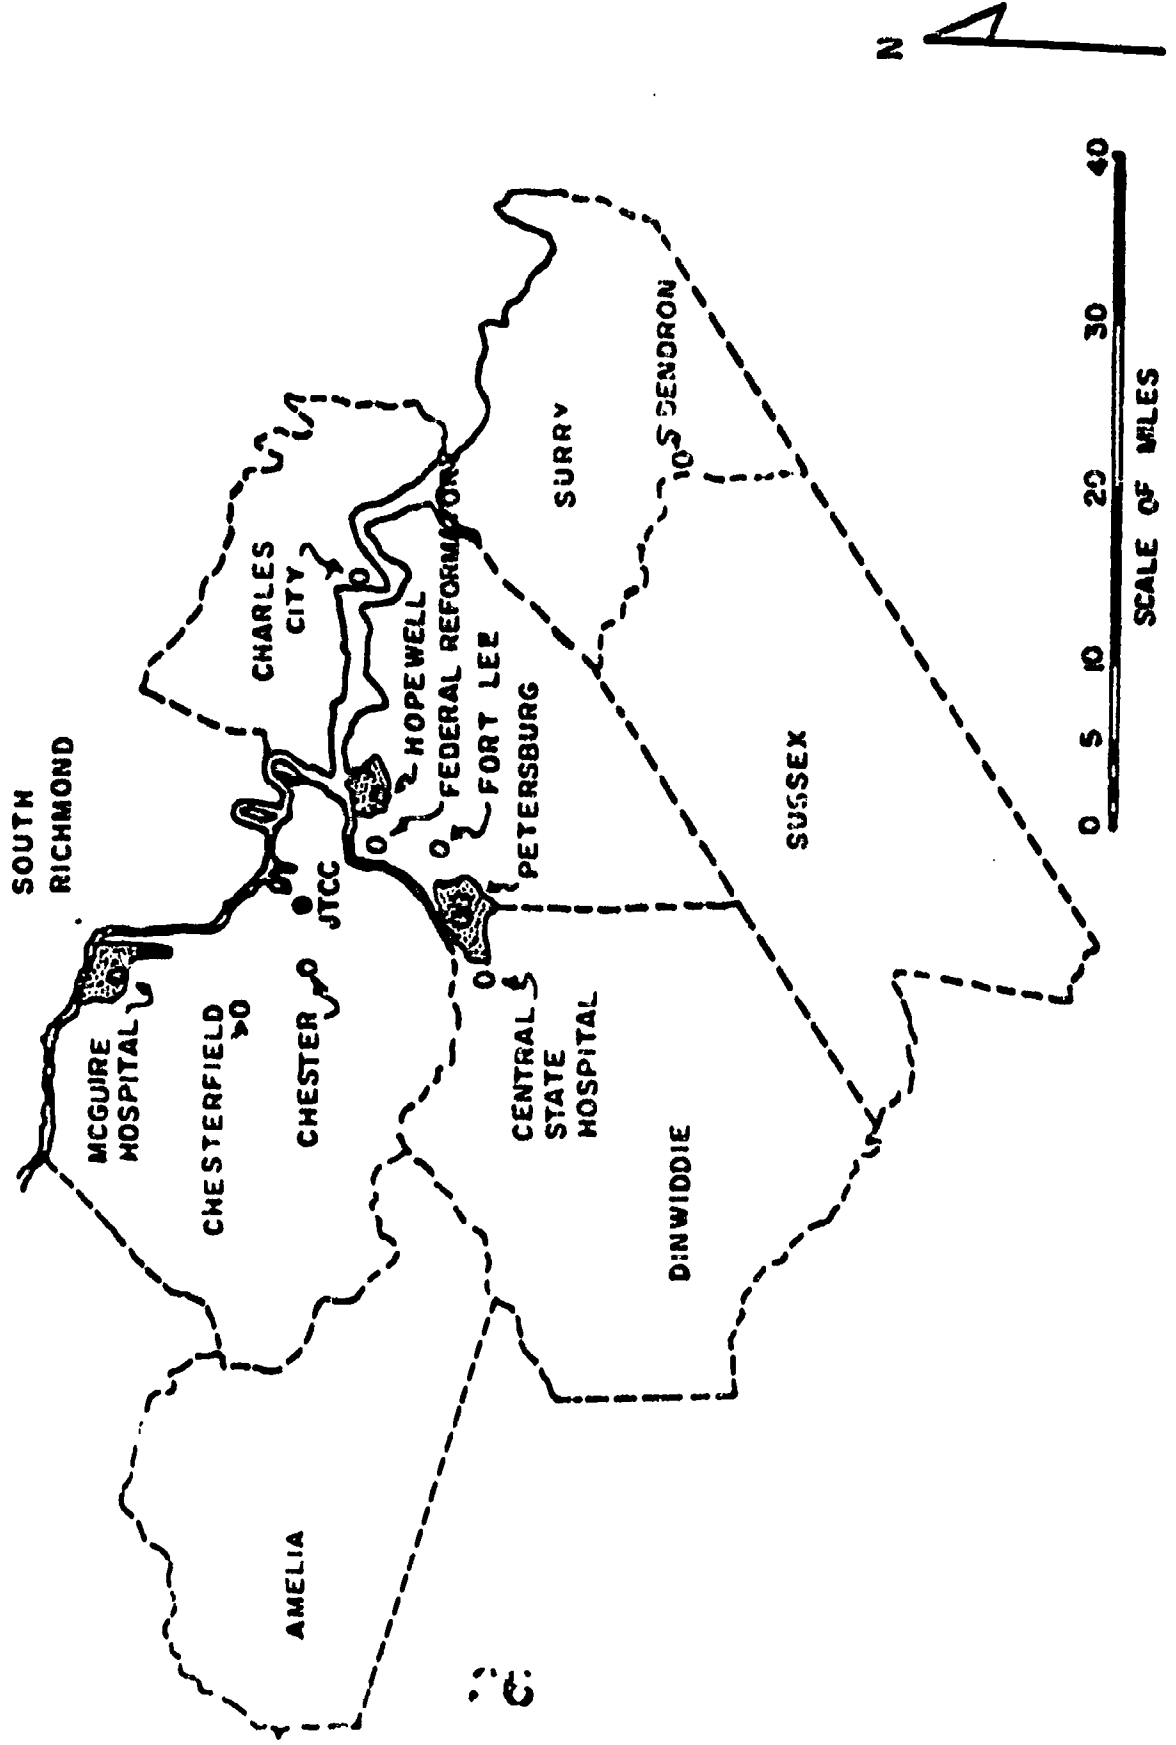 SOUTH
RICHMOND
MCGUIRE
HOSPITAL
CHESTERFIELD
CHESTER
JTCC
CHARLES
CITY
HOPEWELL
FEDERAL REFORMATORY
FORT LEE
PETERSBURG
CENTRAL
STATE
HOSPITAL
AMELIA
DINWIDDIE
SURRY
DENDRON
SUSSEX
N
0 5 10 20 30 40
SCALE OF MILES